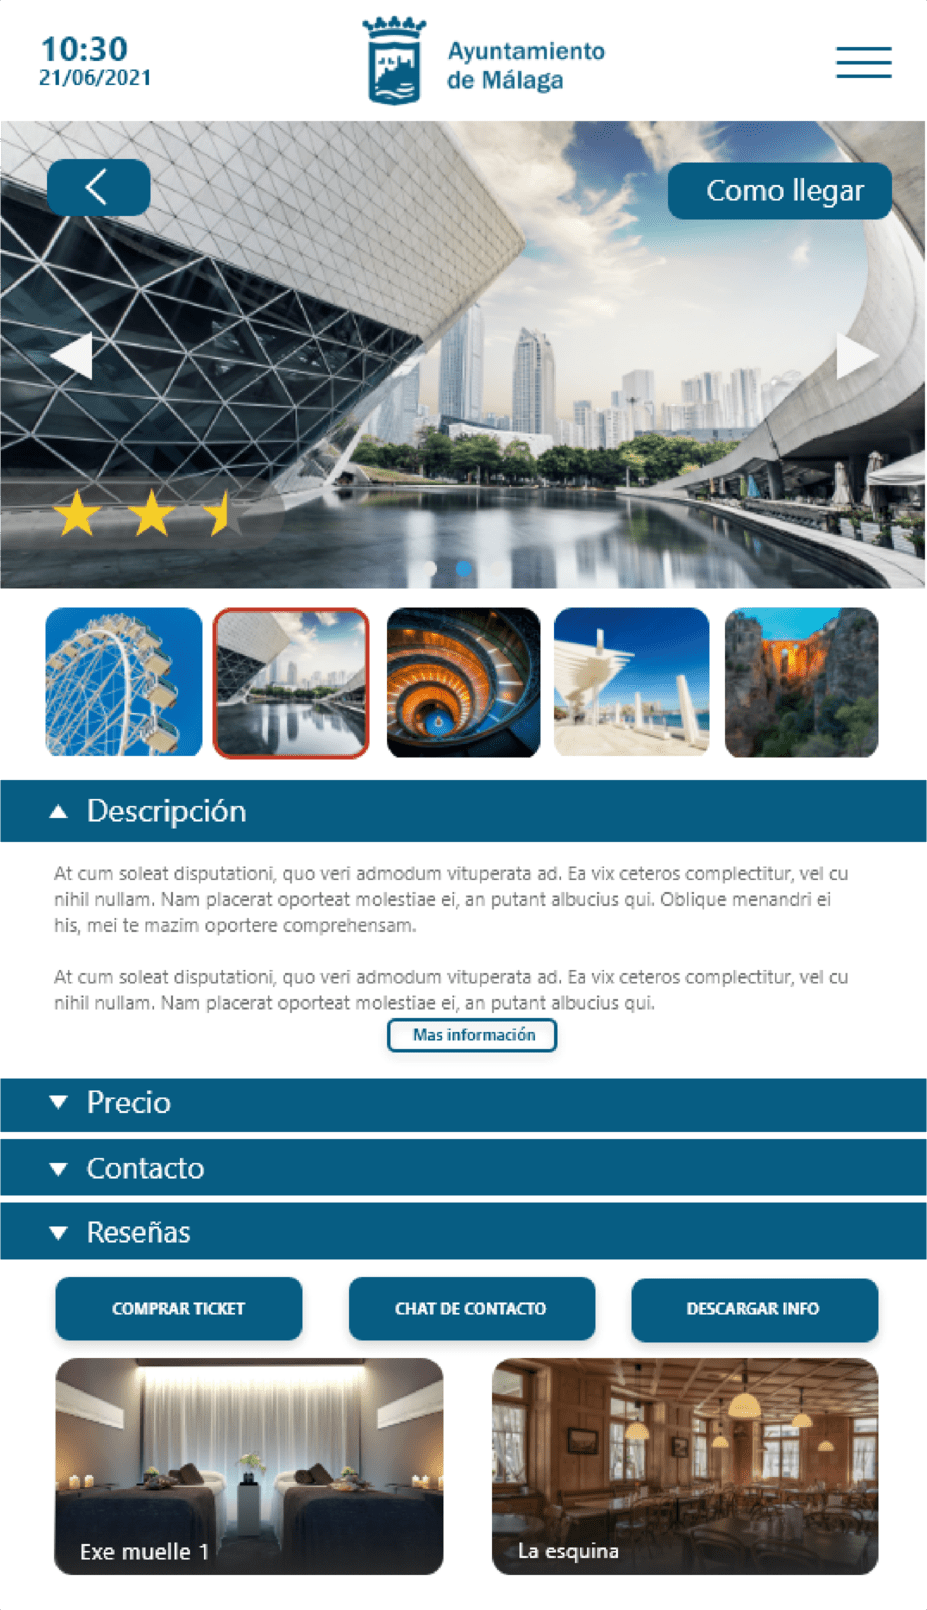 10:30
21/06/2021
Ayuntamiento
de Málaga
Como llegar
Descripción
At cum soleat disputationi, quo veri admodum vituperata ad. Ea vix ceteros complectitur, vel cu
nihil nullam. Nam placerat oporteat molestiae ei, an putant albucius qui. Oblique menandri ei
his, mei te mazim oportere comprehensam.
At cum soleat disputationi, quo veri admodum vituperata ad. Ea vix ceteros complectitur, vel cu
nihil nullam. Nam placerat oporteat molestiae ei, an putant albucius qui.
Mas información
Precio
Contacto
Reseñas
COMPRAR TICKET
CHAT DE CONTACTO
DESCARGAR INFO
Exe muelle 1
La esquina